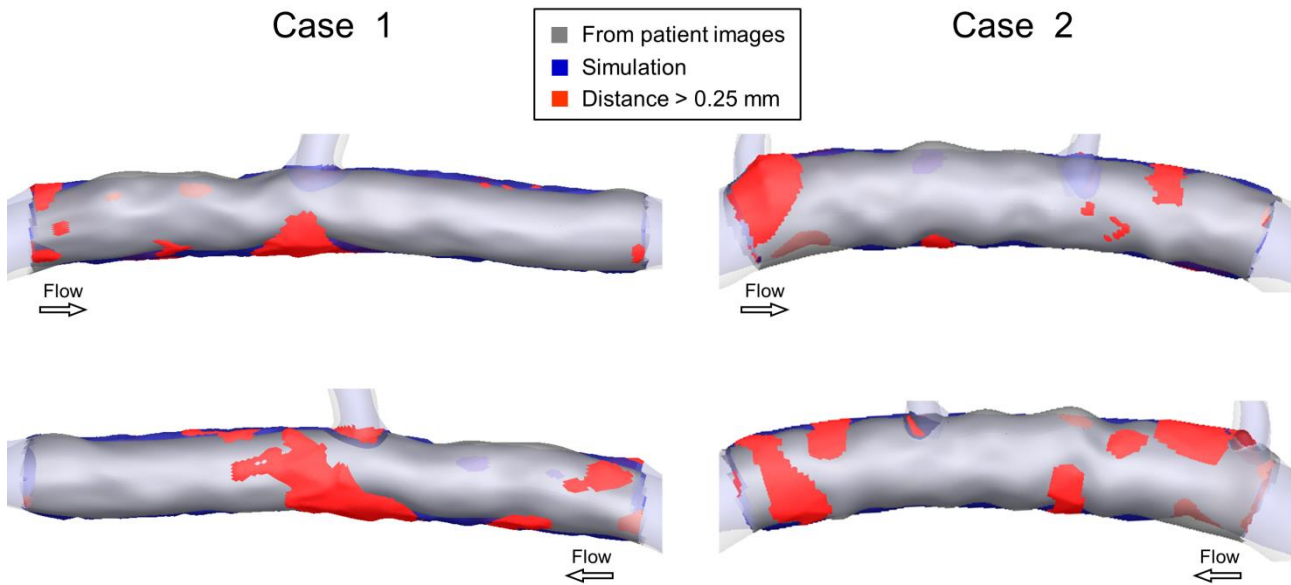 Case 1
From patient images
Simulation
Distance > 0.25 mm
Case 2
Flow
Flow
Flow
Flow